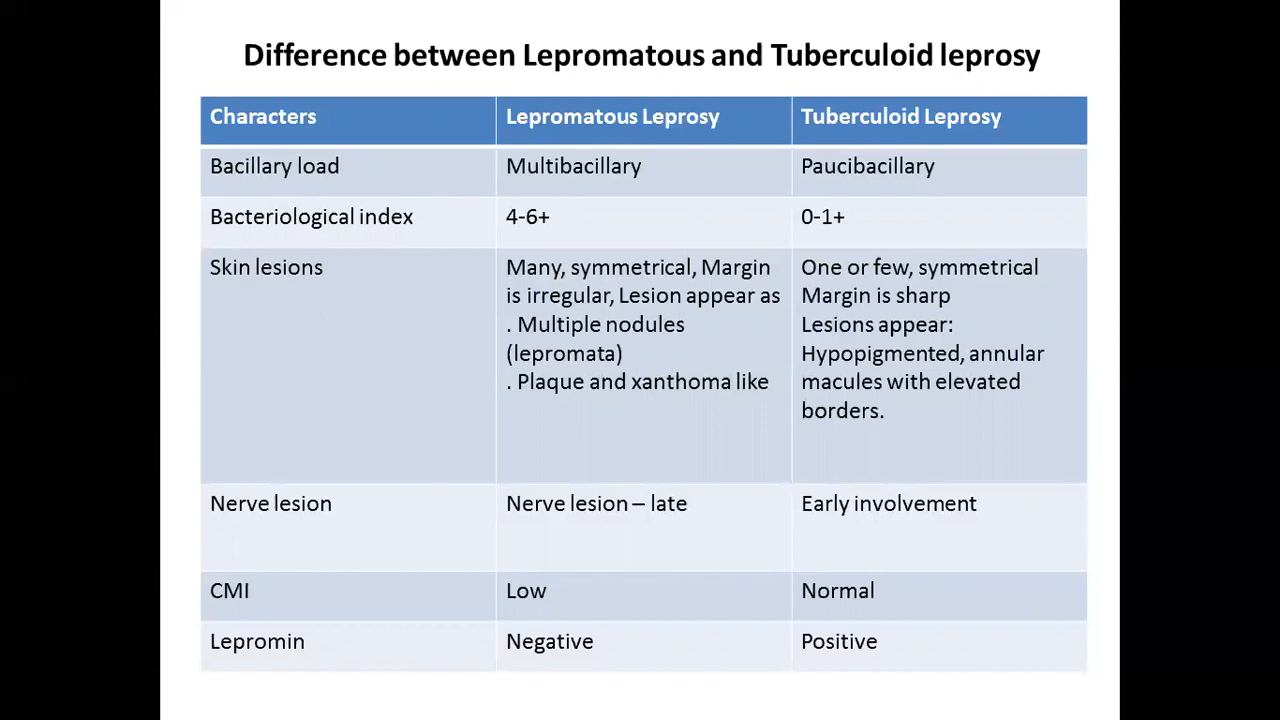 Difference between Lepromatous and Tuberculoid leprosy
Characters
Lepromatous Leprosy
Tuberculoid Leprosy
Bacillary load
Multibacillary
Paucibacillary
Bacteriological index
4-6+
0-1+
Skin lesions
Many, symmetrical, Margin
is irregular, Lesion appear as
. Multiple nodules
(lepromata)
. Plaque and xanthoma like
One or few, symmetrical
Margin is sharp
Lesions appear:
Hypopigmented, annular
macules with elevated
borders.
Nerve lesion
Nerve lesion – late
Early involvement
CMI
Low
Normal
Lepromin
Negative
Positive